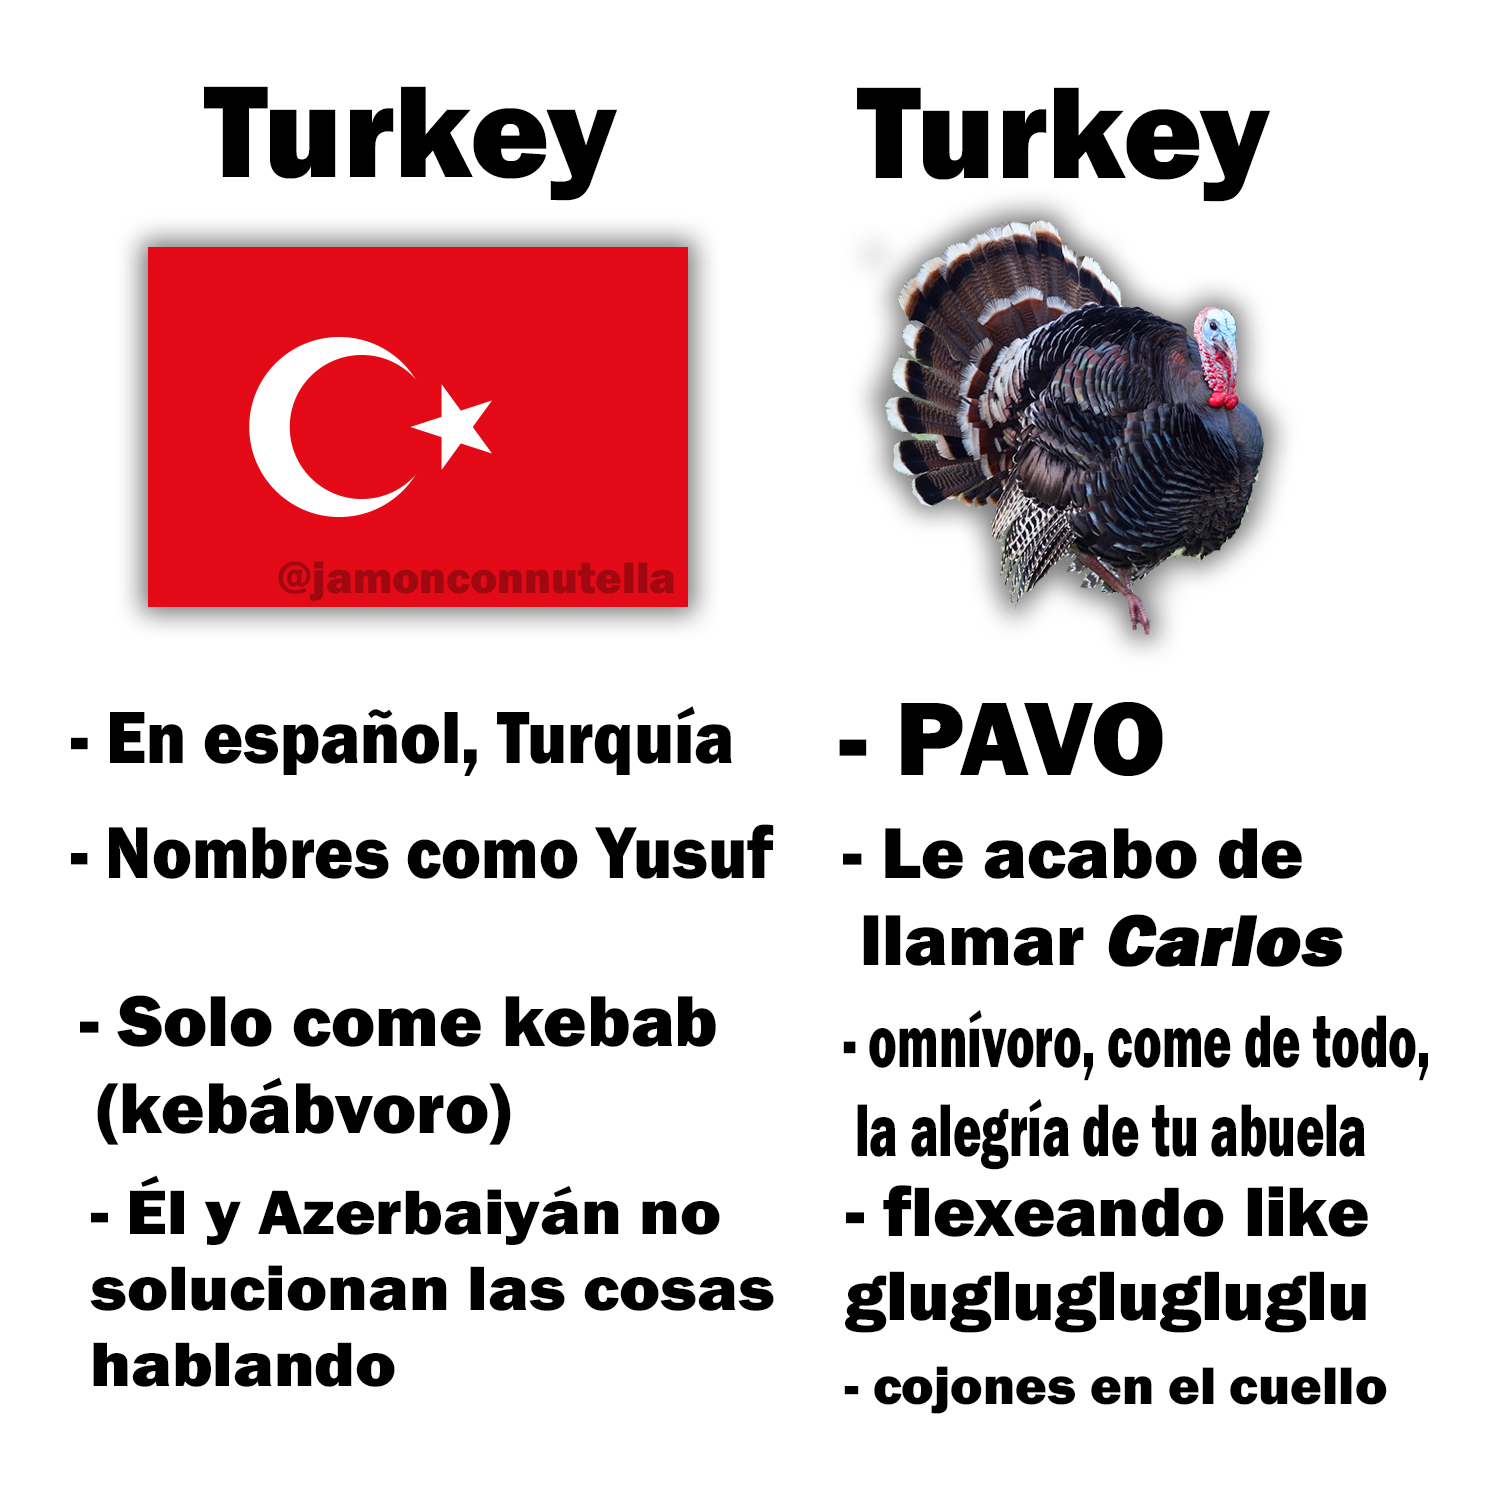 Turkey
@jamonconnutella
- En español, Turquía
- Nombres como Yusuf
- Solo come kebab
(kebábvoro)
- Él y Azerbaiyán no
solucionan las cosas
hablando
Turkey
- PAVO
- Le acabo de
llamar Carlos
- omnívoro, come de todo,
la alegría de tu abuela
- flexeando like
gluglugluglugluglu
- cojones en el cuello